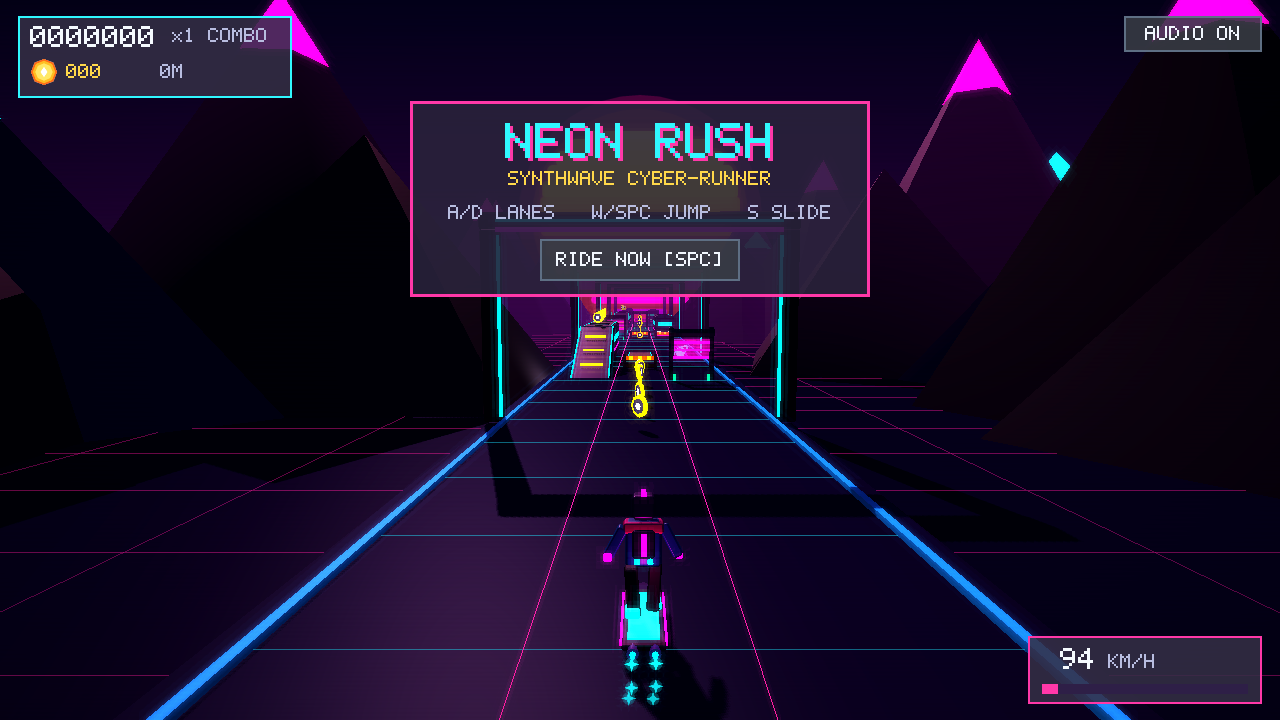 0000000 x1 COMBO
000 0M
AUDIO ON
NEON RUSH
SYNTHWAVE CYBER-RUNNER
A/D LANES W/SPC JUMP S SLIDE
RIDE NOW [SPC]
94 KM/H